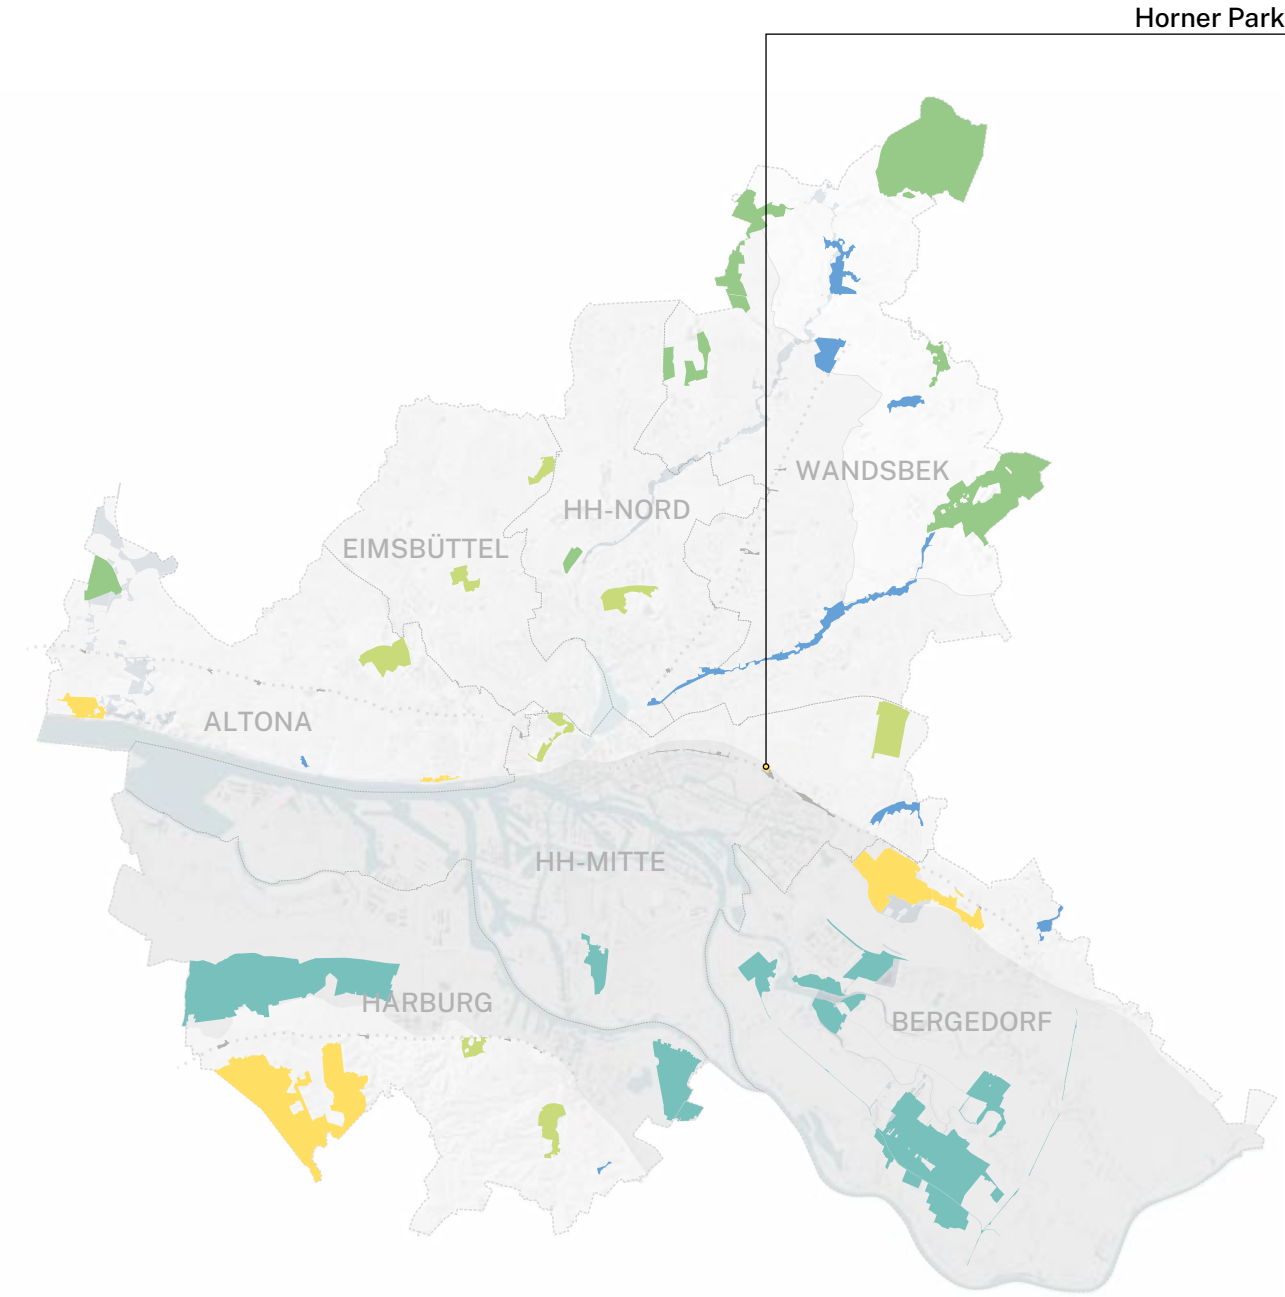 Horner Park
WANDSBEK
HH-NORD
EIMSBÜTTEL
ALTONA
HH-MITTE
HARBURG
BERGEDORF